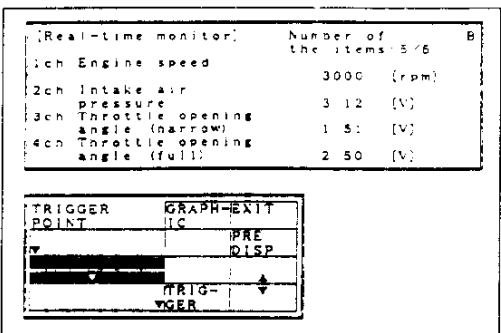 [Real-time monitor] Number of B
the items 5/6
1ch Engine speed
3000 (rpm)
2ch Intake air
pressure 3.12 [V]
3ch Throttle opening
angle (narrow) 1.51 [V]
4ch Throttle opening
angle (full) 2.50 [V]
TRIGGER GRAPH- EXIT
POINT IC
PRE
DISP
TRIG-
GER